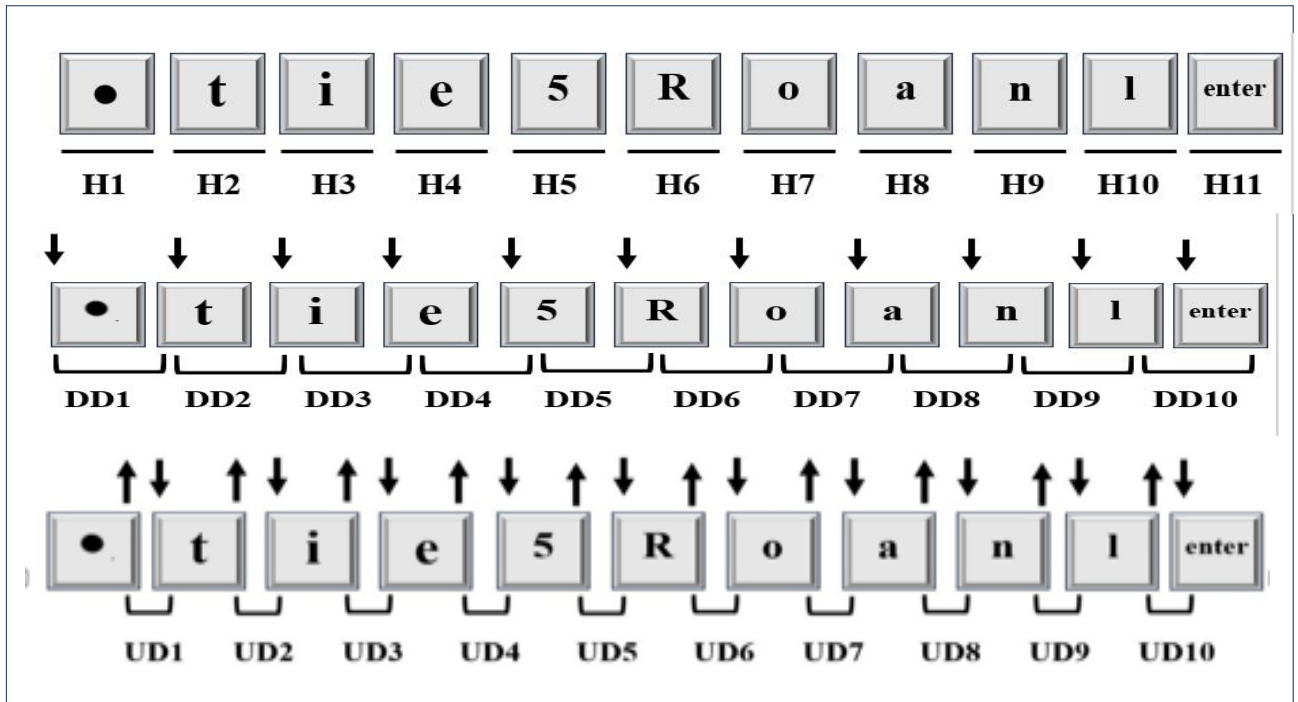 • t i e 5 R o a n l enter
H1 H2 H3 H4 H5 H6 H7 H8 H9 H10 H11
• t i e 5 R o a n l enter
DD1 DD2 DD3 DD4 DD5 DD6 DD7 DD8 DD9 DD10
• t i e 5 R o a n l enter
UD1 UD2 UD3 UD4 UD5 UD6 UD7 UD8 UD9 UD10